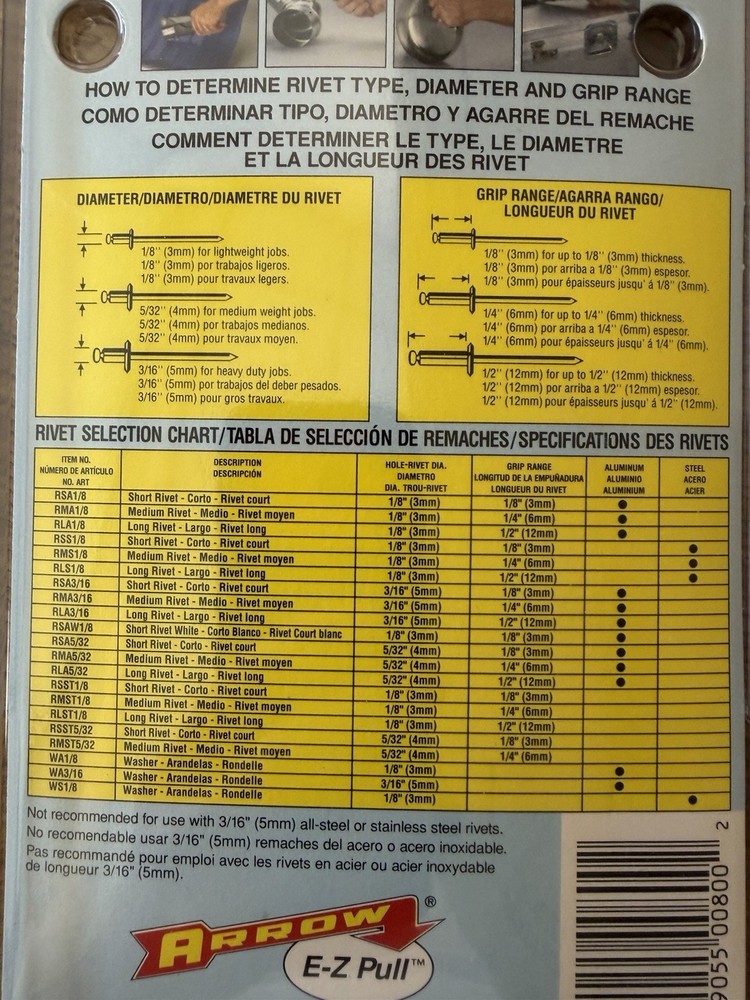 HOW TO DETERMINE RIVET TYPE, DIAMETER AND GRIP RANGE
COMO DETERMINAR TIPO, DIAMETRO Y AGARRE DEL REMACHE
COMMENT DETERMINER LE TYPE, LE DIAMETRE
ET LA LONGUEUR DES RIVET
DIAMETER/DIAMETRO/DIAMETRE DU RIVET
1/8'' (3mm) for lightweight jobs.
1/8'' (3mm) por trabajos ligeros.
1/8'' (3mm) pour travaux legers.
5/32'' (4mm) for medium weight jobs.
5/32'' (4mm) por trabajos medianos.
5/32'' (4mm) pour travaux moyen.
3/16'' (5mm) for heavy duty jobs.
3/16'' (5mm) por trabajos del deber pesados.
3/16'' (5mm) pour gros travaux.
GRIP RANGE/AGARRA RANGO/
LONGUEUR DU RIVET
1/8'' (3mm) for up to 1/8'' (3mm) thickness.
1/8'' (3mm) por arriba a 1/8'' (3mm) espesor.
1/8'' (3mm) pour épaisseurs jusqu' á 1/8'' (3mm).
1/4'' (6mm) for up to 1/4'' (6mm) thickness.
1/4'' (6mm) por arriba a 1/4'' (6mm) espesor.
1/4'' (6mm) pour épaisseurs jusqu' á 1/4'' (6mm).
1/2'' (12mm) for up to 1/2'' (12mm) thickness.
1/2'' (12mm) por arriba a 1/2'' (12mm) espesor.
1/2'' (12mm) pour épaisseurs jusqu' á 1/2'' (12mm).
RIVET SELECTION CHART/TABLA DE SELECCIÓN DE REMACHES/SPECIFICATIONS DES RIVETS
ITEM NO.
NÚMERO DE ARTÍCULO
NO. ART
DESCRIPTION
DESCRIPCIÓN
HOLE-RIVET DIA.
DIAMETRO
DIA. TROU-RIVET
GRIP RANGE
LONGITUD DE LA EMPUÑADURA
LONGUEUR DU RIVET
ALUMINUM
ALUMINIO
ALUMINIUM
STEEL
ACERO
ACIER
RSA1/8 Short Rivet - Corto - Rivet court 1/8" (3mm) 1/8" (3mm) ●
RMA1/8 Medium Rivet - Medio - Rivet moyen 1/8" (3mm) 1/4" (6mm) ●
RLA1/8 Long Rivet - Largo - Rivet long 1/8" (3mm) 1/2" (12mm) ●
RSS1/8 Short Rivet - Corto - Rivet court 1/8" (3mm) 1/8" (3mm) ●
RMS1/8 Medium Rivet - Medio - Rivet moyen 1/8" (3mm) 1/4" (6mm) ●
RLS1/8 Long Rivet - Largo - Rivet long 1/8" (3mm) 1/2" (12mm) ●
RSA3/16 Short Rivet - Corto - Rivet court 3/16" (5mm) 1/8" (3mm) ●
RMA3/16 Medium Rivet - Medio - Rivet moyen 3/16" (5mm) 1/4" (6mm) ●
RLA3/16 Long Rivet - Largo - Rivet long 3/16" (5mm) 1/2" (12mm) ●
RSAW1/8 Short Rivet White - Corto Blanco - Rivet Court blanc 1/8" (3mm) 1/8" (3mm) ●
RSA5/32 Short Rivet - Corto - Rivet court 5/32" (4mm) 1/8" (3mm) ●
RMA5/32 Medium Rivet - Medio - Rivet moyen 5/32" (4mm) 1/4" (6mm) ●
RLA5/32 Long Rivet - Largo - Rivet long 5/32" (4mm) 1/2" (12mm) ●
RSST1/8 Short Rivet - Corto - Rivet court 1/8" (3mm) 1/8" (3mm)
RMST1/8 Medium Rivet - Medio - Rivet moyen 1/8" (3mm) 1/4" (6mm)
RLST1/8 Long Rivet - Largo - Rivet long 1/8" (3mm) 1/2" (12mm)
RSST5/32 Short Rivet - Corto - Rivet court 5/32" (4mm) 1/8" (3mm)
RMST5/32 Medium Rivet - Medio - Rivet moyen 5/32" (4mm) 1/4" (6mm)
WA1/8 Washer - Arandelas - Rondelle 1/8" (3mm) ●
WA3/16 Washer - Arandelas - Rondelle 3/16" (5mm) ●
WS1/8 Washer - Arandelas - Rondelle 1/8" (3mm) ●
Not recommended for use with 3/16" (5mm) all-steel or stainless steel rivets.
No recomendable usar 3/16" (5mm) remaches del acero o acero inoxidable.
Pas recommandé pour emploi avec les rivets en acier ou acier inoxydable
de longueur 3/16" (5mm).
ARROW®
E-Z Pull™
9055 00800 2